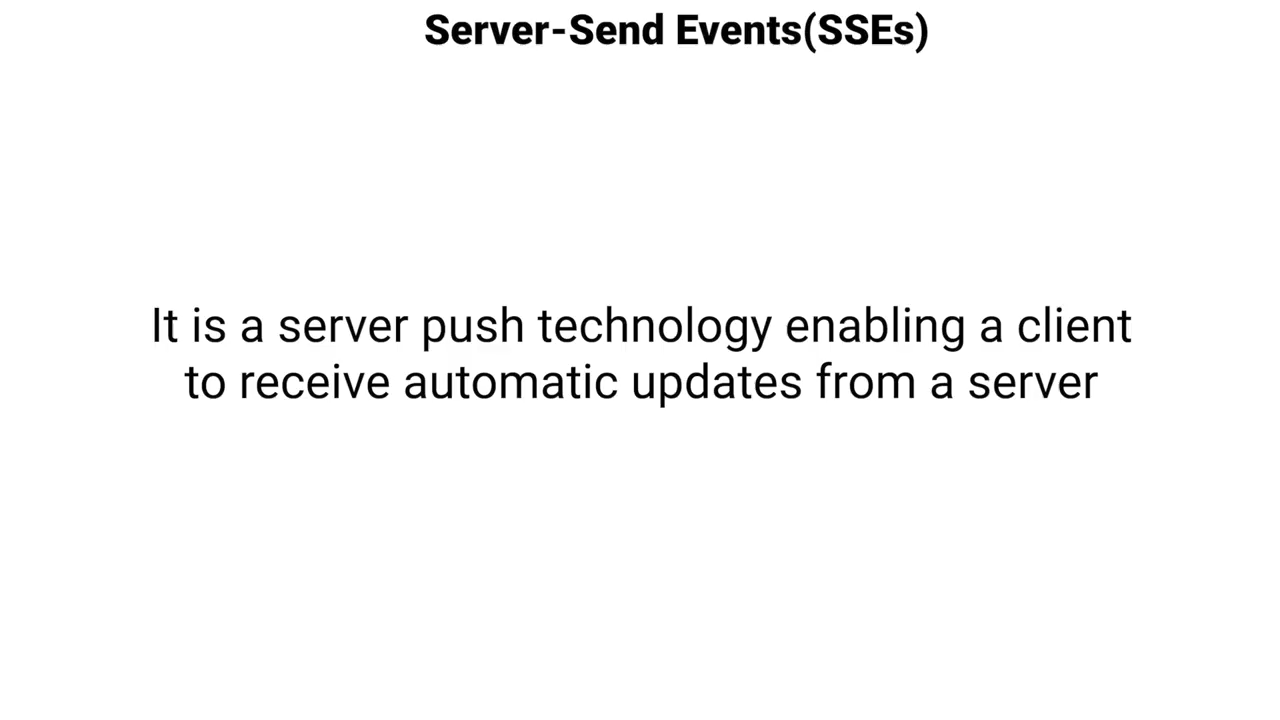 Server-Send Events(SSEs)
It is a server push technology enabling a client
to receive automatic updates from a server